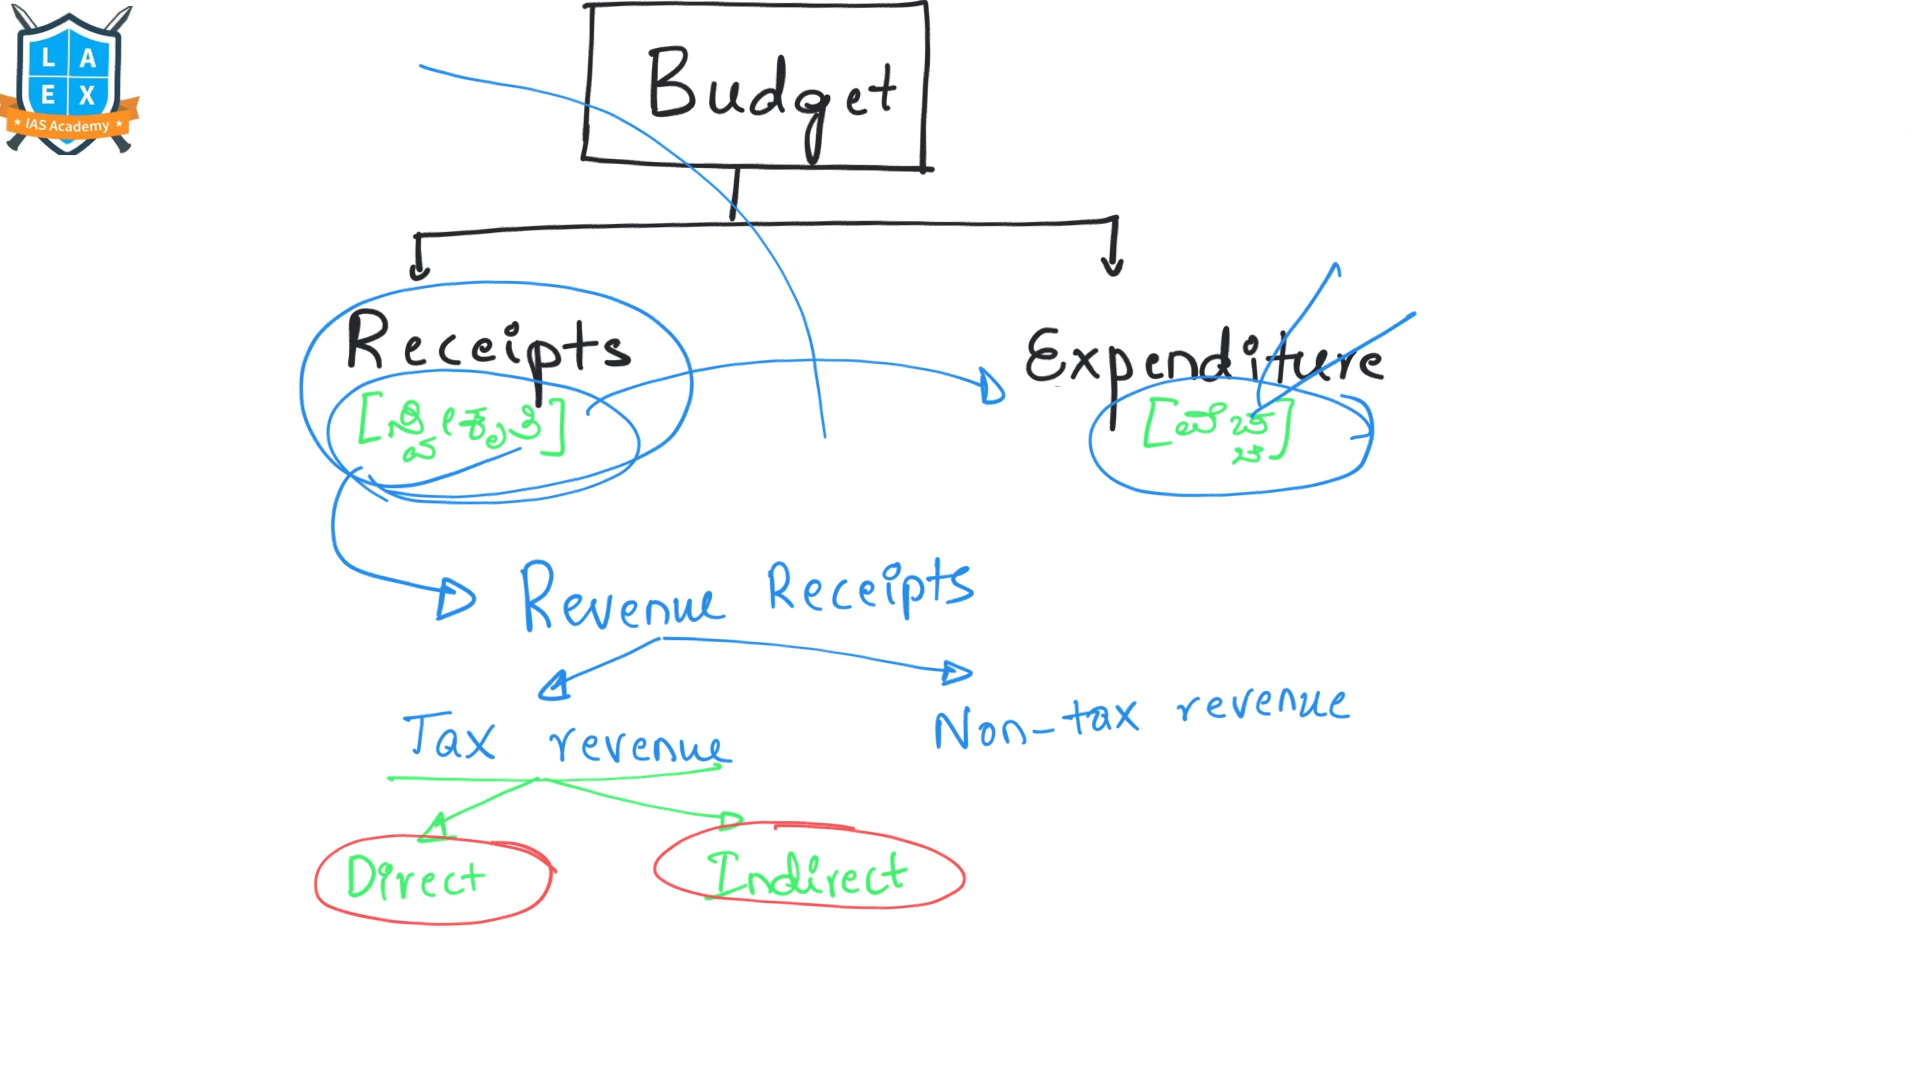 L A
E X
IAS Academy
Budget
Receipts
Expenditure
[ಸ್ವೀಕೃತಿ]
[ವೆಚ್ಚ]
Revenue Receipts
Tax revenue
Non-tax revenue
Direct
Indirect